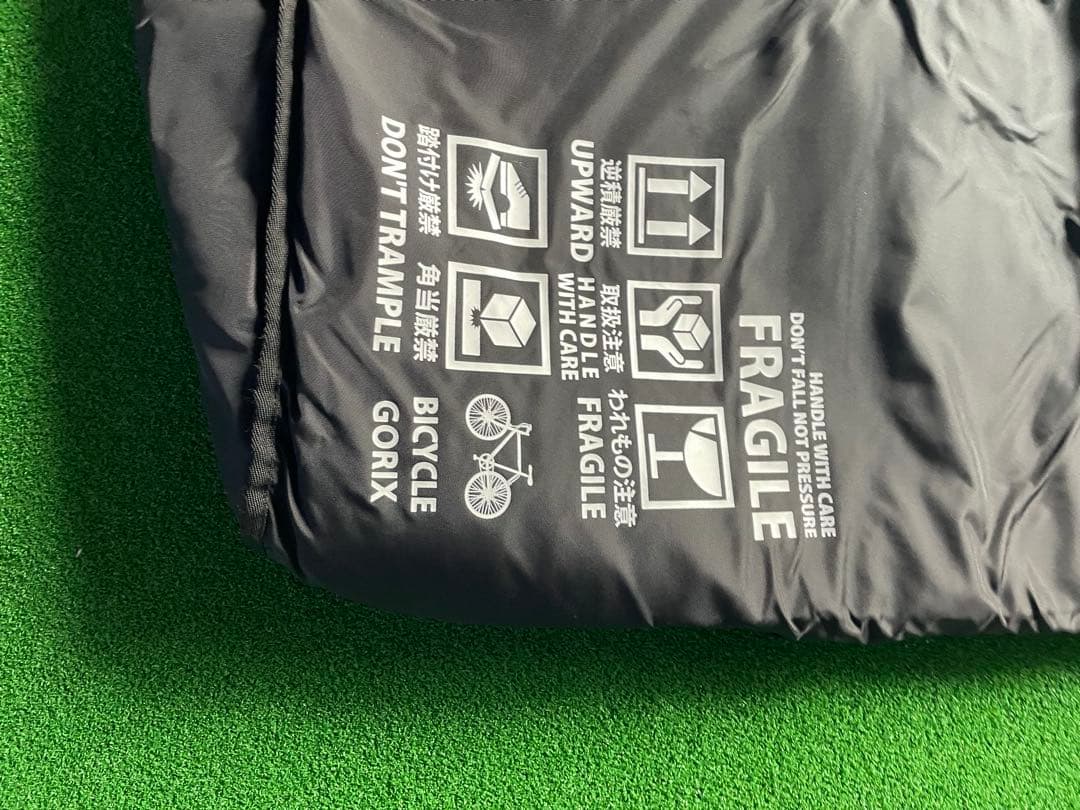 HANDLE WITH CARE
DON'T FALL NOT PRESSURE
FRAGILE
逆積厳禁
UPWARD
取扱注意
HANDLE
WITH CARE
われもの注意
FRAGILE
踏付け厳禁 角当厳禁
DON'T TRAMPLE
BICYCLE
GORIX